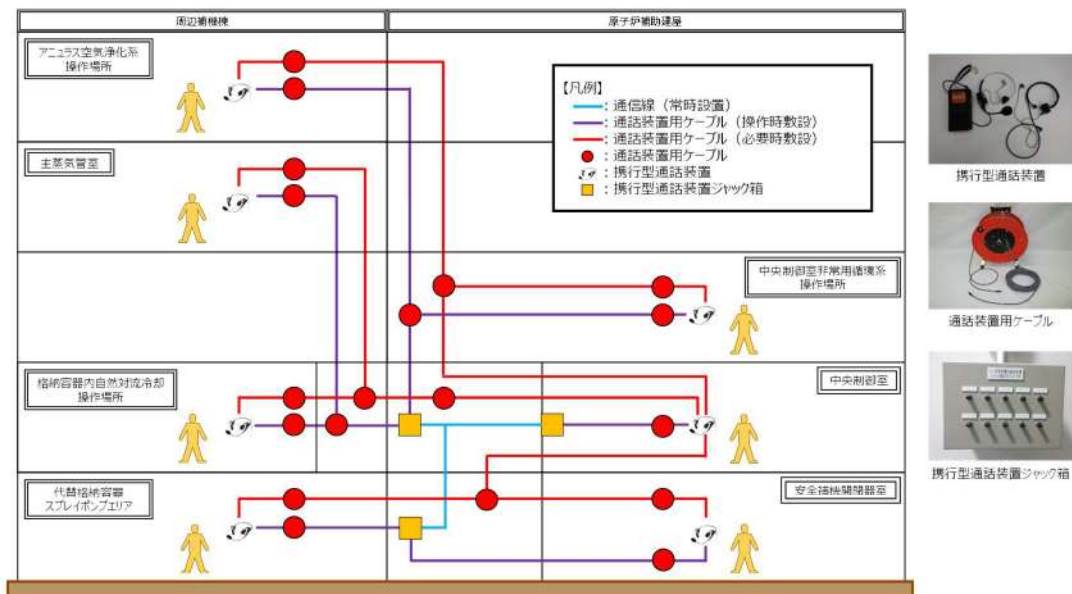 周辺補機棟
原子炉補助建屋
アニュラス空気浄化系
操作場所
【凡例】
：通信線（常時設置）
：通話装置用ケーブル（操作時敷設）
：通話装置用ケーブル（必要時敷設）
：通話装置用ケーブル
：携行型通話装置
：携行型通話装置ジャック箱
主蒸気管室
中央制御室非常用循環系
操作場所
格納容器内自然対流冷却
操作場所
中央制御室
代替格納容器
スプレイポンプエリア
安全補機開閉器室
携行型通話装置
通話装置用ケーブル
携行型通話装置ジャック箱